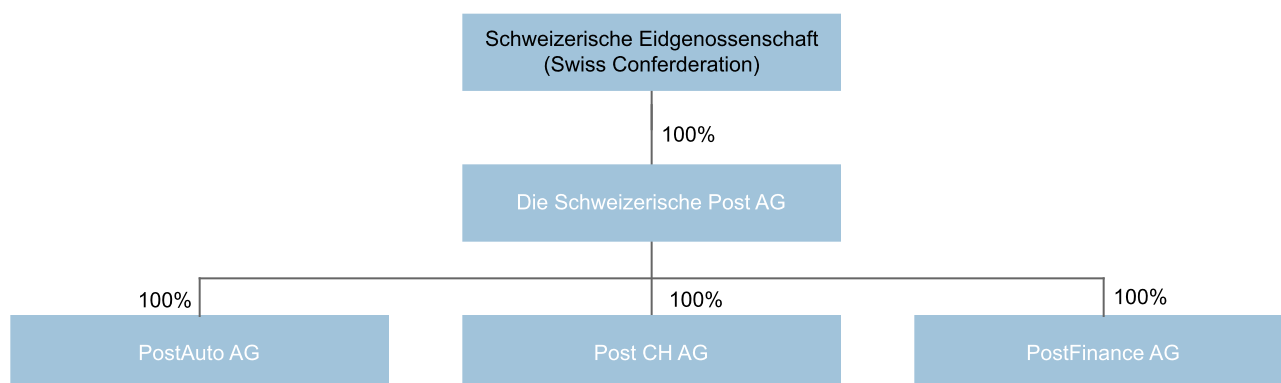 Schweizerische Eidgenossenschaft
(Swiss Conferderation)
100%
Die Schweizerische Post AG
100%
100%
100%
PostAuto AG
Post CH AG
PostFinance AG